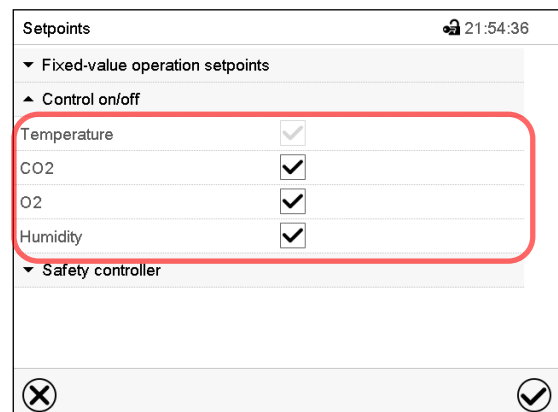 Setpoints 21:54:36
Fixed-value operation setpoints
Control on/off
Temperature
CO2
O2
Humidity
Safety controller